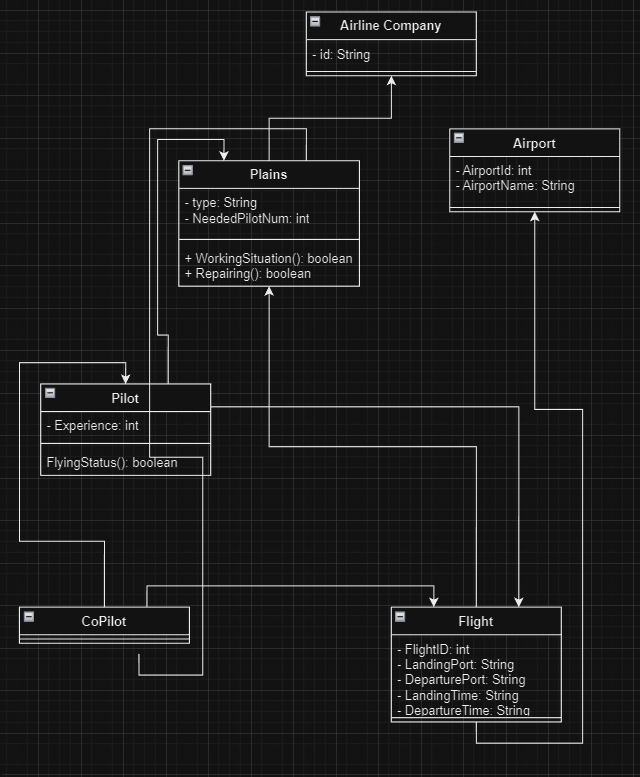 Airline Company
- id: String
Airport
- AirportId: int
- AirportName: String
Plains
- type: String
- NeededPilotNum: int
+ WorkingSituation(): boolean
+ Repairing(): boolean
Pilot
- Experience: int
FlyingStatus(): boolean
CoPilot
Flight
- FlightID: int
- LandingPort: String
- DeparturePort: String
- LandingTime: String
- DepartureTime: String